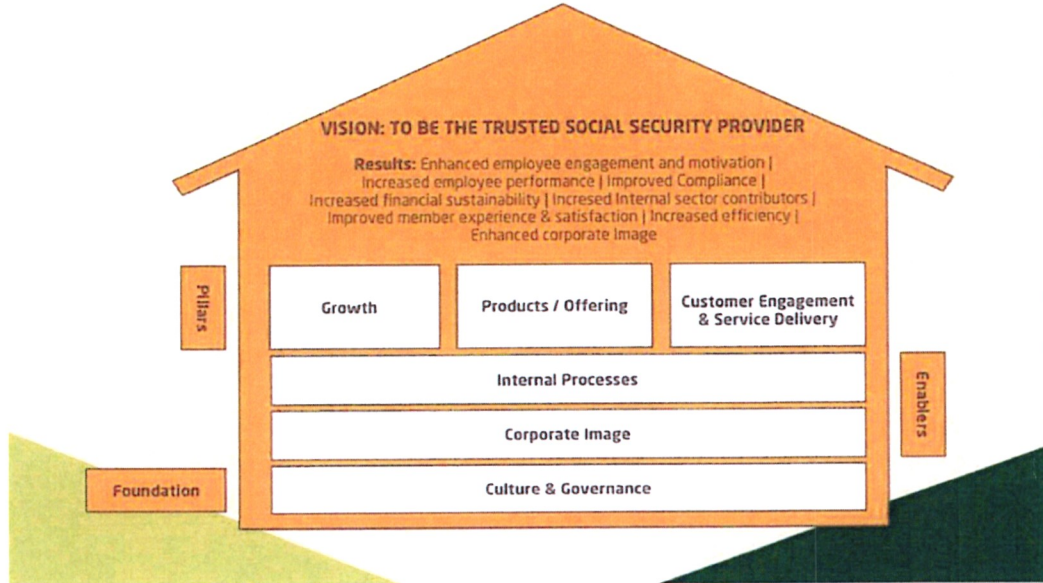 VISION: TO BE THE TRUSTED SOCIAL SECURITY PROVIDER
Results: Enhanced employee engagement and motivation |
Increased employee performance | Improved Compliance |
Increased financial sustainability | Incresed Internal sector contributors |
Improved member experience & satisfaction | Increased efficiency |
Enhanced corporate Image
Pillars
Growth
Products / Offering
Customer Engagement
& Service Delivery
Internal Processes
Enablers
Corporate Image
Foundation
Culture & Governance